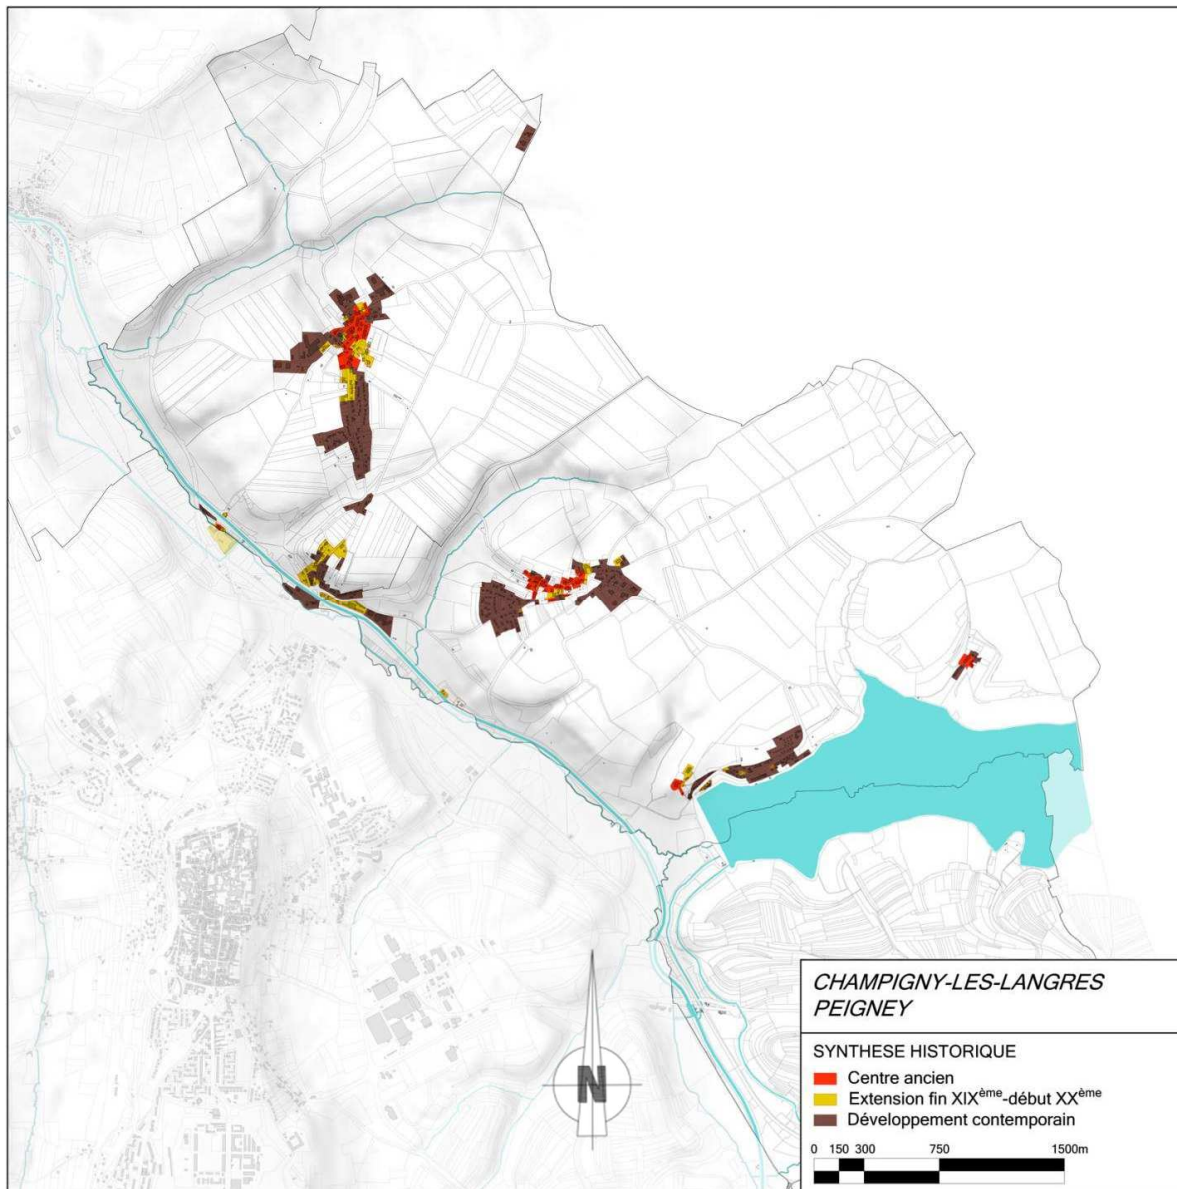 N
CHAMPIGNY-LES-LANGRES
PEIGNEY
SYNTHESE HISTORIQUE
Centre ancien
Extension fin XIXème-début XXème
Développement contemporain
0 150 300 750 1500m